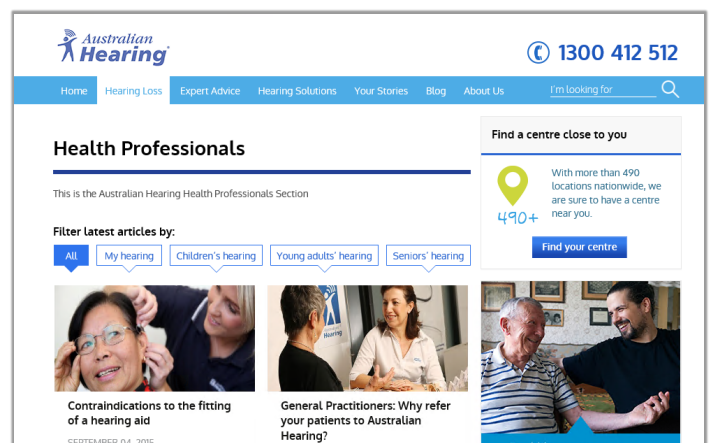 Australian
Hearing
1300 412 512
Home Hearing Loss Expert Advice Hearing Solutions Your Stories Blog About Us I'm looking for
Health Professionals
This is the Australian Hearing Health Professionals Section
Filter latest articles by:
All My hearing Children's hearing Young adults' hearing Seniors' hearing
Contraindications to the fitting
of a hearing aid
SEPTEMBER 04, 2015
General Practitioners: Why refer
your patients to Australian
Hearing?
Find a centre close to you
490+
With more than 490
locations nationwide, we
are sure to have a centre
near you.
Find your centre
Hearing